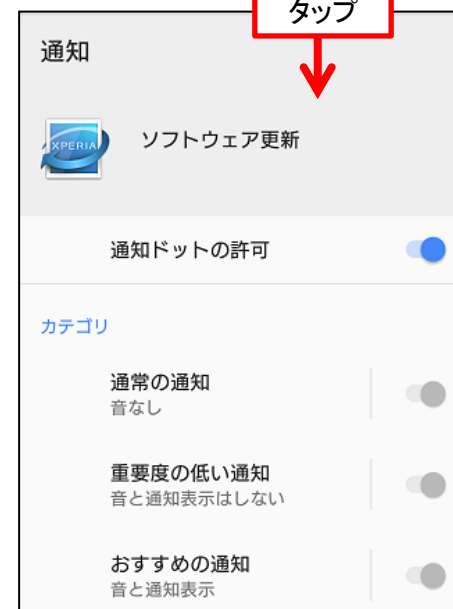 タップ
通知
XPERIA
ソフトウェア更新
通知ドットの許可
カテゴリ
通常の通知
音なし
重要度の低い通知
音と通知表示はしない
おすすめの通知
音と通知表示